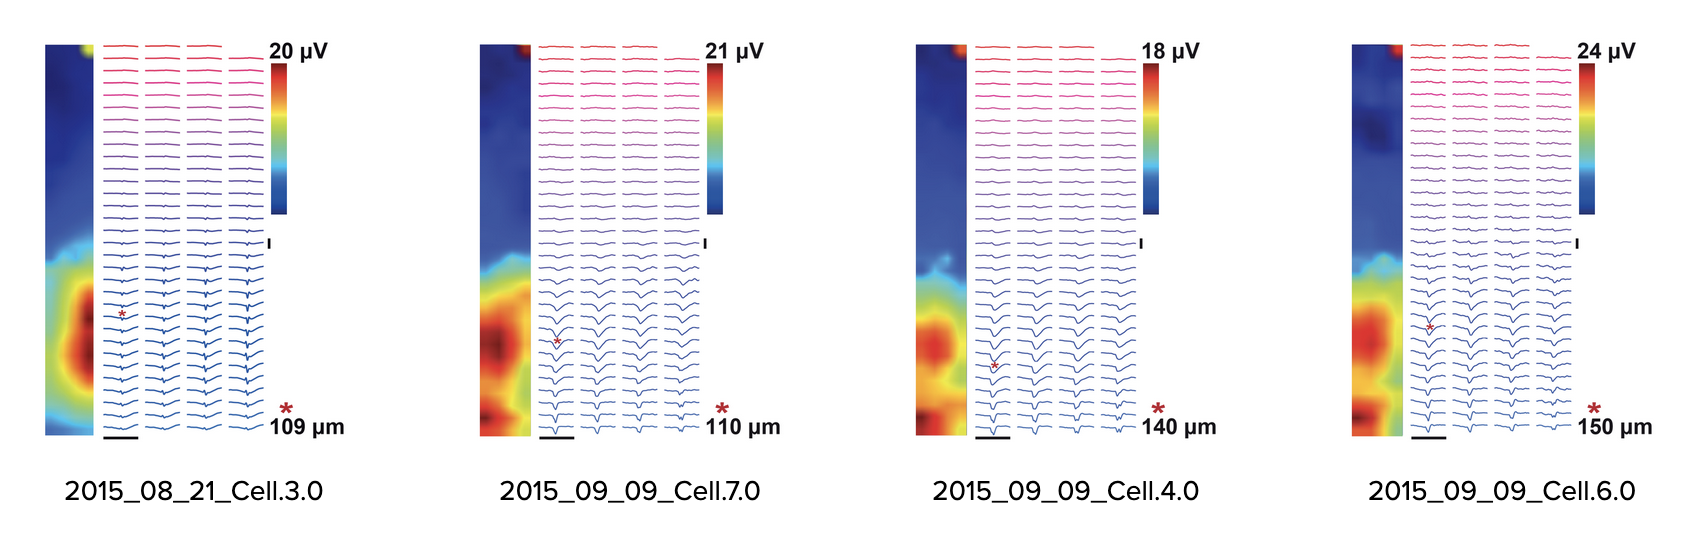 20 µV
*
*
109 µm
2015_08_21_Cell.3.0
21 µV
*
*
110 µm
2015_09_09_Cell.7.0
18 µV
*
*
140 µm
2015_09_09_Cell.4.0
24 µV
*
*
150 µm
2015_09_09_Cell.6.0